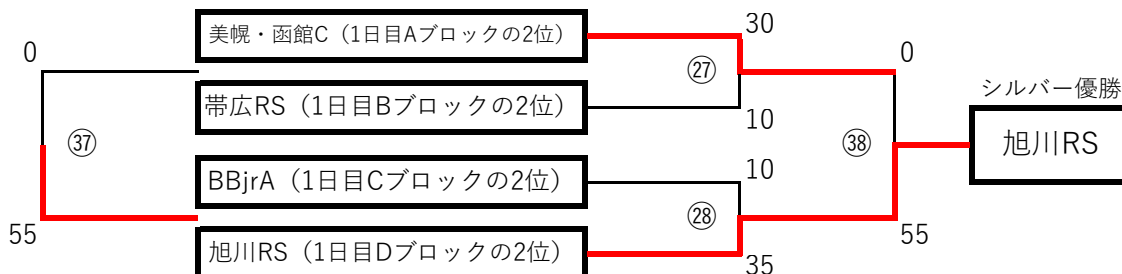 美幌・函館C（1日目Aブロックの2位）
30
0
0
㉗
シルバー優勝
帯広RS（1日目Bブロックの2位）
10
㊲
㊳
旭川RS
10
BBjrA（1日目Cブロックの2位）
㉘
55
55
旭川RS（1日目Dブロックの2位）
35